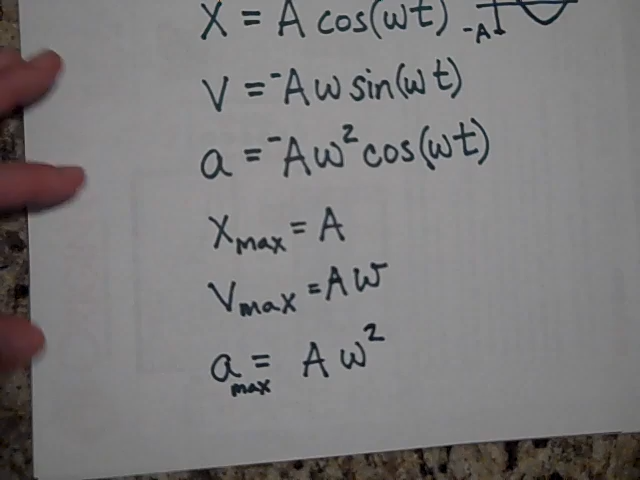 X = A cos(ωt) -A
V = -Aω sin(ωt)
a = -Aω² cos(ωt)
Xmax = A
Vmax = Aω
amax = Aω²